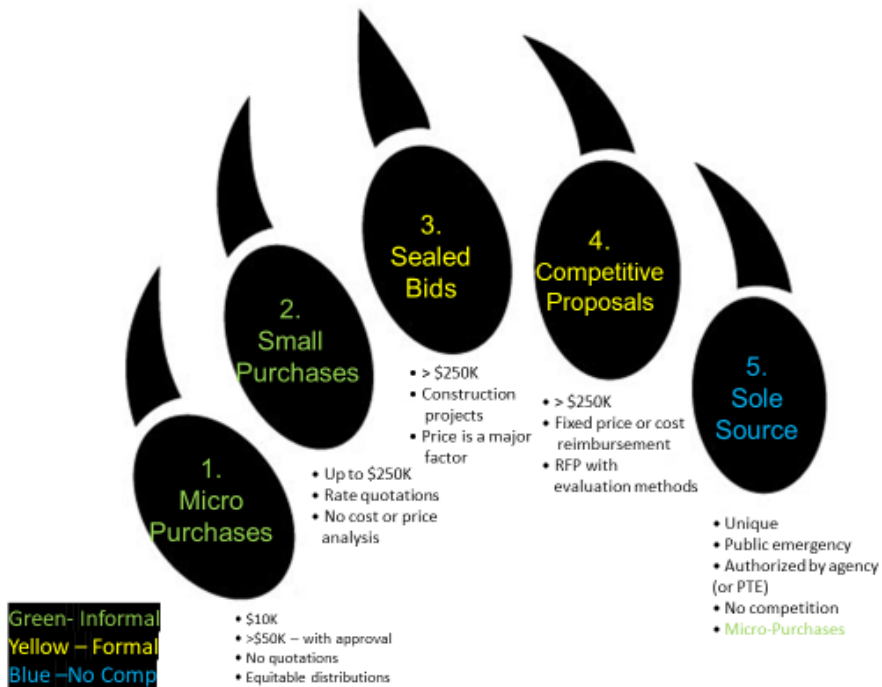 1.
Micro
Purchases
• $10K
• >$50K – with approval
• No quotations
• Equitable distributions
2.
Small
Purchases
• Up to $250K
• Rate quotations
• No cost or price
analysis
3.
Sealed
Bids
• > $250K
• Construction
projects
• Price is a major
factor
4.
Competitive
Proposals
• > $250K
• Fixed price or cost
reimbursement
• RFP with
evaluation methods
5.
Sole
Source
• Unique
• Public emergency
• Authorized by agency
(or PTE)
• No competition
• Micro-Purchases
Green- Informal
Yellow – Formal
Blue –No Comp